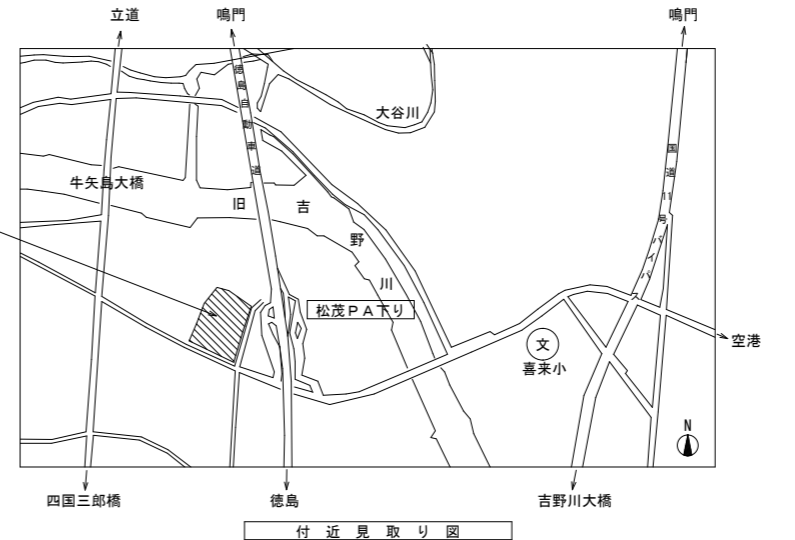 立道
鳴門
鳴門
徳島自動車道
大谷川
国道11号バイパス
牛矢島大橋
旧吉野川
松茂ＰＡ下り
文
喜来小
空港
N
四国三郎橋
徳島
吉野川大橋
付近見取り図